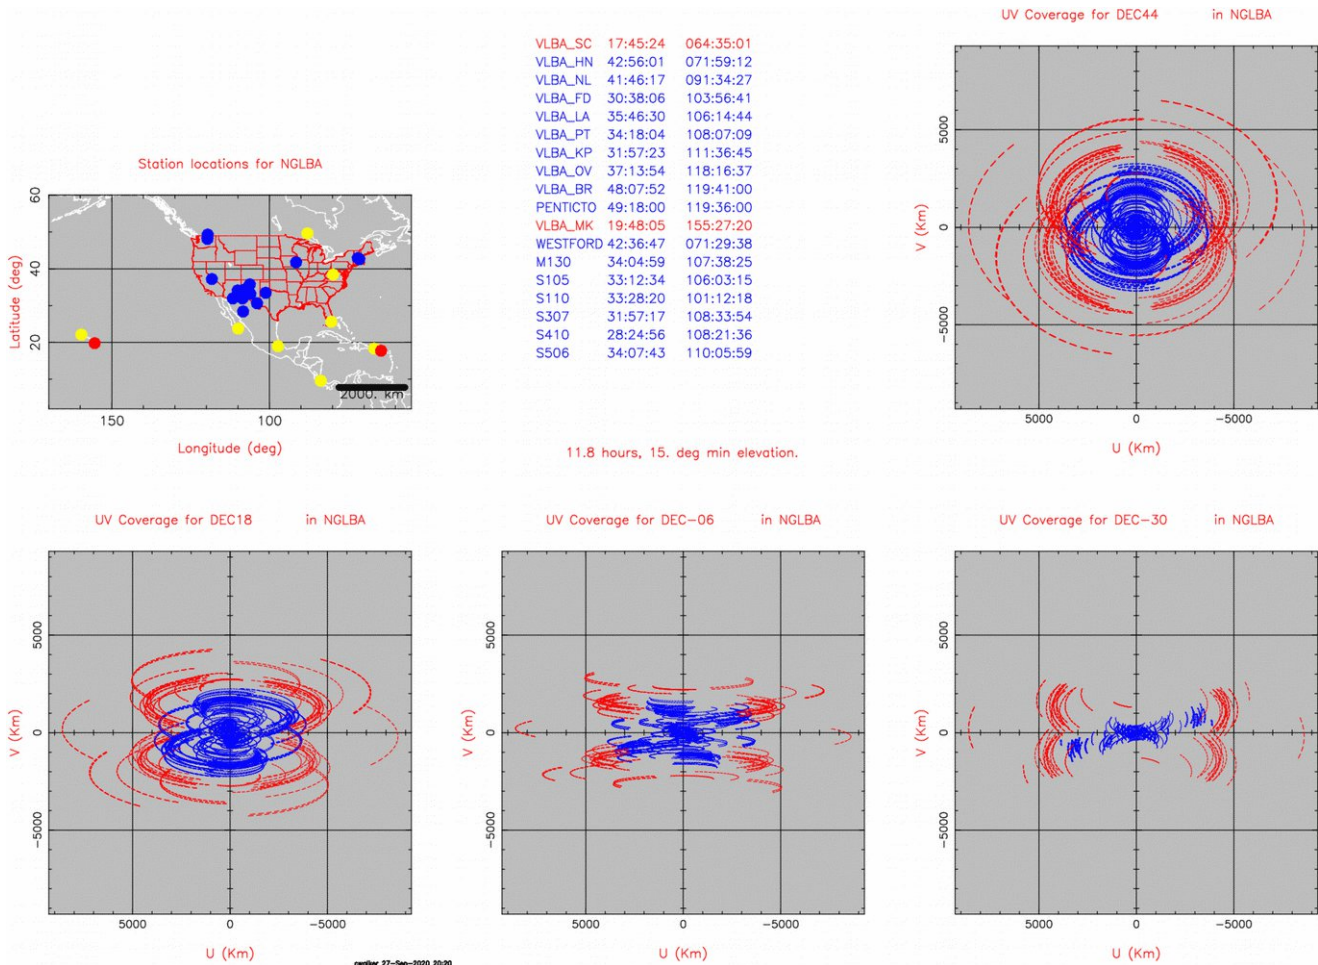 UV Coverage for DEC44 in NGLBA
VLBA_SC 17:45:24 064:35:01
VLBA_HN 42:56:01 071:59:12
VLBA_NL 41:46:17 091:34:27
VLBA_FD 30:38:06 103:56:41
VLBA_LA 35:46:30 106:14:44
VLBA_PT 34:18:04 108:07:09
VLBA_KP 31:57:23 111:36:45
VLBA_OV 37:13:54 118:16:37
VLBA_BR 48:07:52 119:41:00
PENTICTO 49:18:00 119:36:00
VLBA_MK 19:48:05 155:27:20
WESTFORD 42:36:47 071:29:38
M130 34:04:59 107:38:25
S105 33:12:34 106:03:15
S110 33:28:20 101:12:18
S307 31:57:17 108:33:54
S410 28:24:56 108:21:36
S506 34:07:43 110:05:59
11.8 hours, 15. deg min elevation.
Station locations for NGLBA
Latitude (deg)
60
40
20
2000. km
150 100
Longitude (deg)
V (Km)
5000
0
−5000
5000 0 −5000
U (Km)
UV Coverage for DEC18 in NGLBA
V (Km)
5000
0
−5000
5000 0 −5000
U (Km)
UV Coverage for DEC−06 in NGLBA
V (Km)
5000
0
−5000
5000 0 −5000
U (Km)
UV Coverage for DEC−30 in NGLBA
V (Km)
5000
0
−5000
5000 0 −5000
U (Km)
27−Sep−2020 20:20